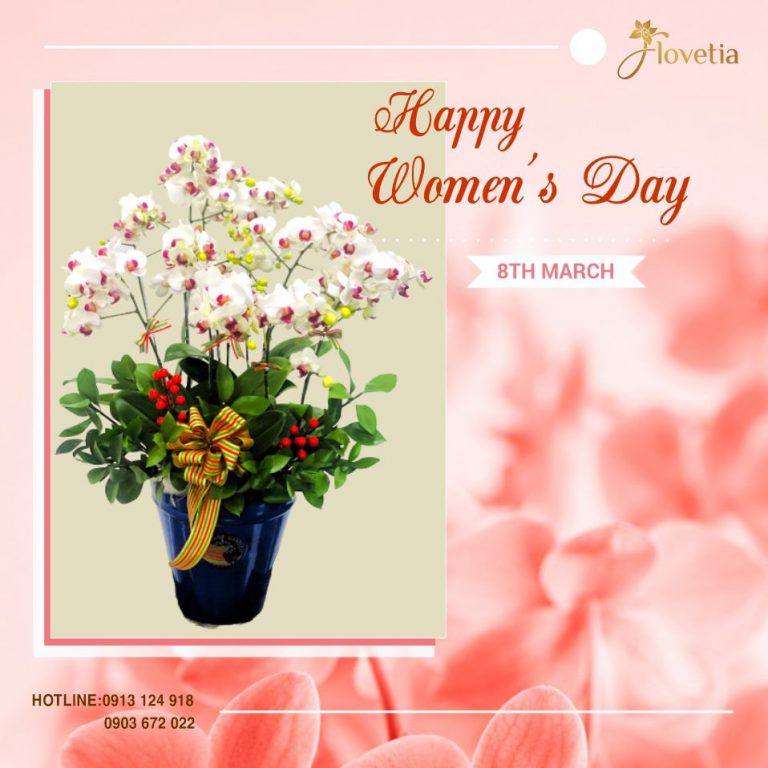 Flovetia
Happy
Women's Day
8TH MARCH
HOTLINE:0913 124 918
0903 672 022